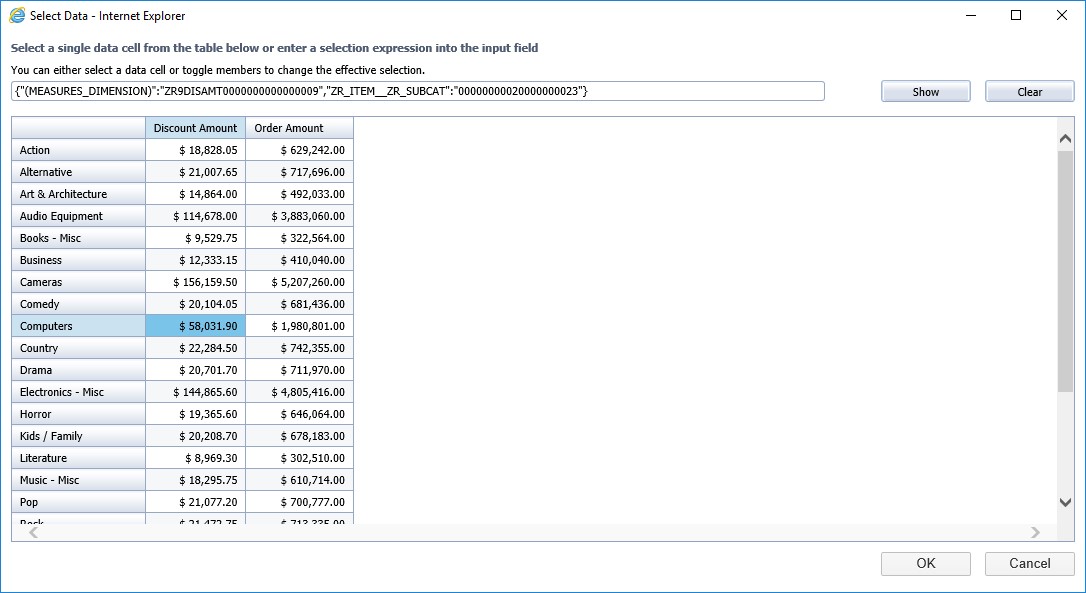 Select Data - Internet Explorer
Select a single data cell from the table below or enter a selection expression into the input field
You can either select a data cell or toggle members to change the effective selection.
{"(MEASURES_DIMENSION)":"ZR9DISAMT0000000000000009","ZR_ITEM__ZR_SUBCAT":"00000000020000000023"} Show Clear
Discount Amount Order Amount
Action $ 18,828.05 $ 629,242.00
Alternative $ 21,007.65 $ 717,696.00
Art & Architecture $ 14,864.00 $ 492,033.00
Audio Equipment $ 114,678.00 $ 3,883,060.00
Books - Misc $ 9,529.75 $ 322,564.00
Business $ 12,333.15 $ 410,040.00
Cameras $ 156,159.50 $ 5,207,260.00
Comedy $ 20,104.05 $ 681,436.00
Computers $ 58,031.90 $ 1,980,801.00
Country $ 22,284.50 $ 742,355.00
Drama $ 20,701.70 $ 711,970.00
Electronics - Misc $ 144,865.60 $ 4,805,416.00
Horror $ 19,365.60 $ 646,064.00
Kids / Family $ 20,208.70 $ 678,183.00
Literature $ 8,969.30 $ 302,510.00
Music - Misc $ 18,295.75 $ 610,714.00
Pop $ 21,077.20 $ 700,777.00
Rock $ 21,472.75 $ 713,335.00
OK Cancel